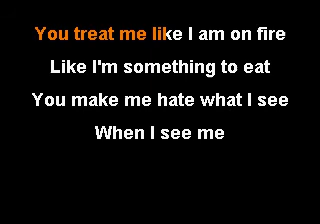 You treat me like I am on fire
Like I'm something to eat
You make me hate what I see
When I see me